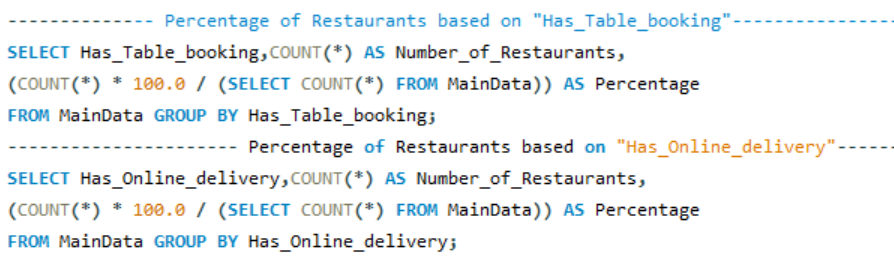 -------------- Percentage of Restaurants based on "Has_Table_booking"----------------
SELECT Has_Table_booking,COUNT(*) AS Number_of_Restaurants,
(COUNT(*) * 100.0 / (SELECT COUNT(*) FROM MainData)) AS Percentage
FROM MainData GROUP BY Has_Table_booking;
---------------------- Percentage of Restaurants based on "Has_Online_delivery"------
SELECT Has_Online_delivery,COUNT(*) AS Number_of_Restaurants,
(COUNT(*) * 100.0 / (SELECT COUNT(*) FROM MainData)) AS Percentage
FROM MainData GROUP BY Has_Online_delivery;